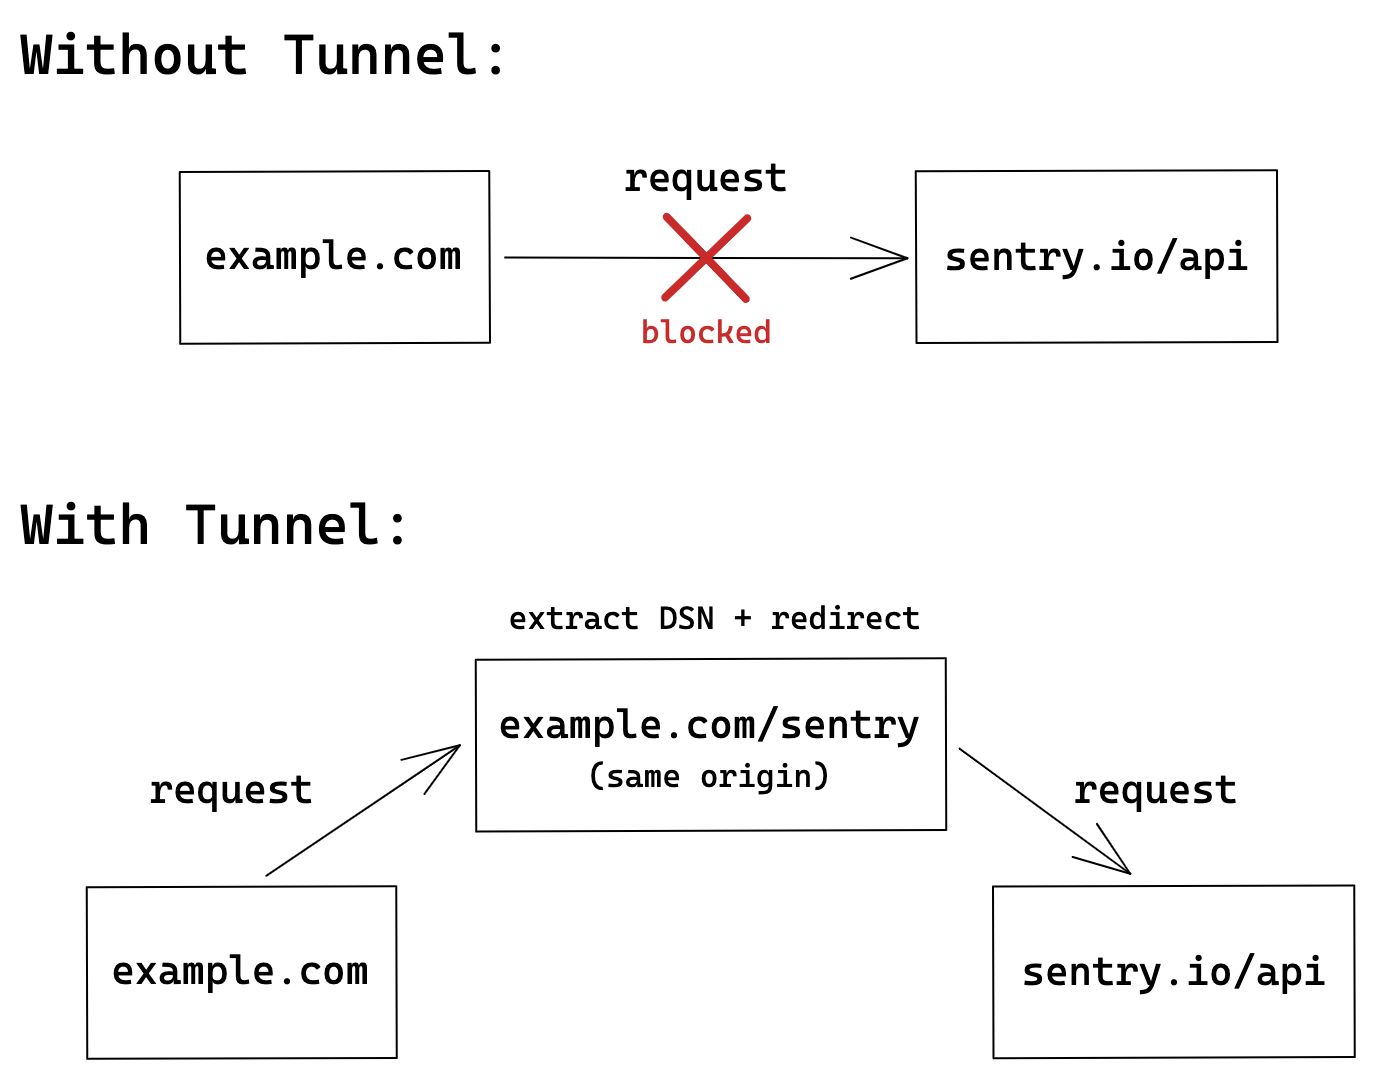 Without Tunnel:
request
example.com
sentry.io/api
blocked
With Tunnel:
extract DSN + redirect
example.com/sentry
(same origin)
request
request
example.com
sentry.io/api